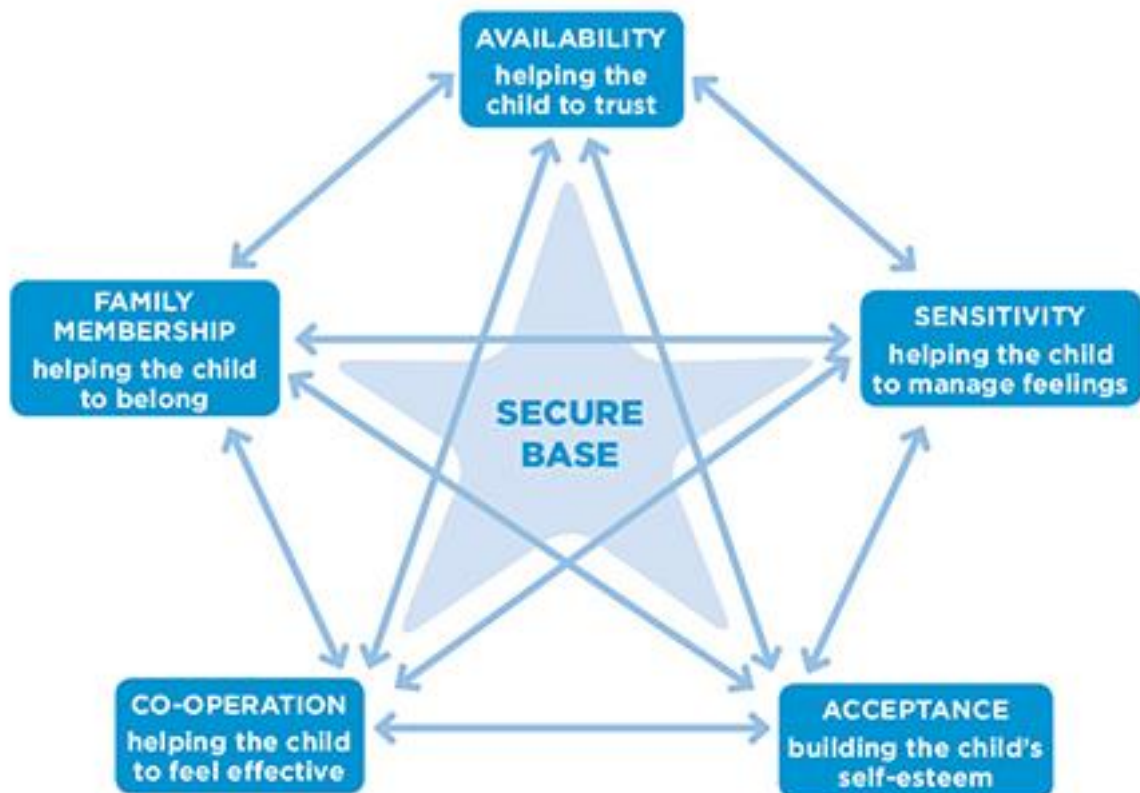 AVAILABILITY
helping the
child to trust
FAMILY
MEMBERSHIP
helping the child
to belong
SENSITIVITY
helping the child
to manage feelings
SECURE
BASE
CO-OPERATION
helping the child
to feel effective
ACCEPTANCE
building the child's
self-esteem